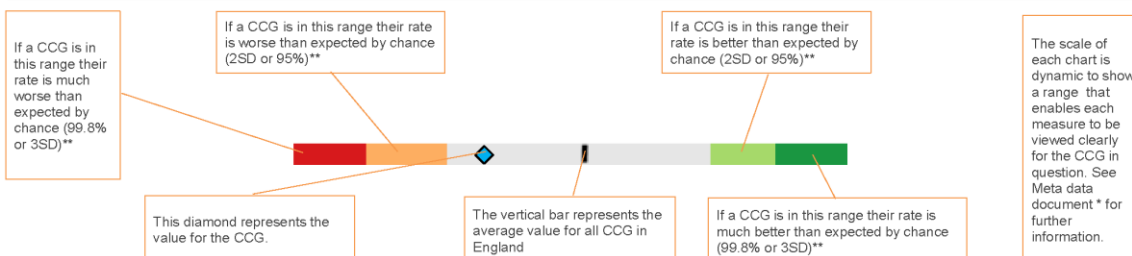 If a CCG is in
this range their
rate is much
worse than
expected by
chance (99.8%
or 3SD)**
If a CCG is in this range their rate
is worse than expected by chance
(2SD or 95%)**
If a CCG is in this range their
rate is better than expected by
chance (2SD or 95%)**
The scale of
each chart is
dynamic to show
a range that
enables each
measure to be
viewed clearly
for the CCG in
question. See
Meta data
document * for
further
information.
This diamond represents the
value for the CCG.
The vertical bar represents the
average value for all CCG in
England
If a CCG is in this range their rate is
much better than expected by chance
(99.8% or 3SD)**